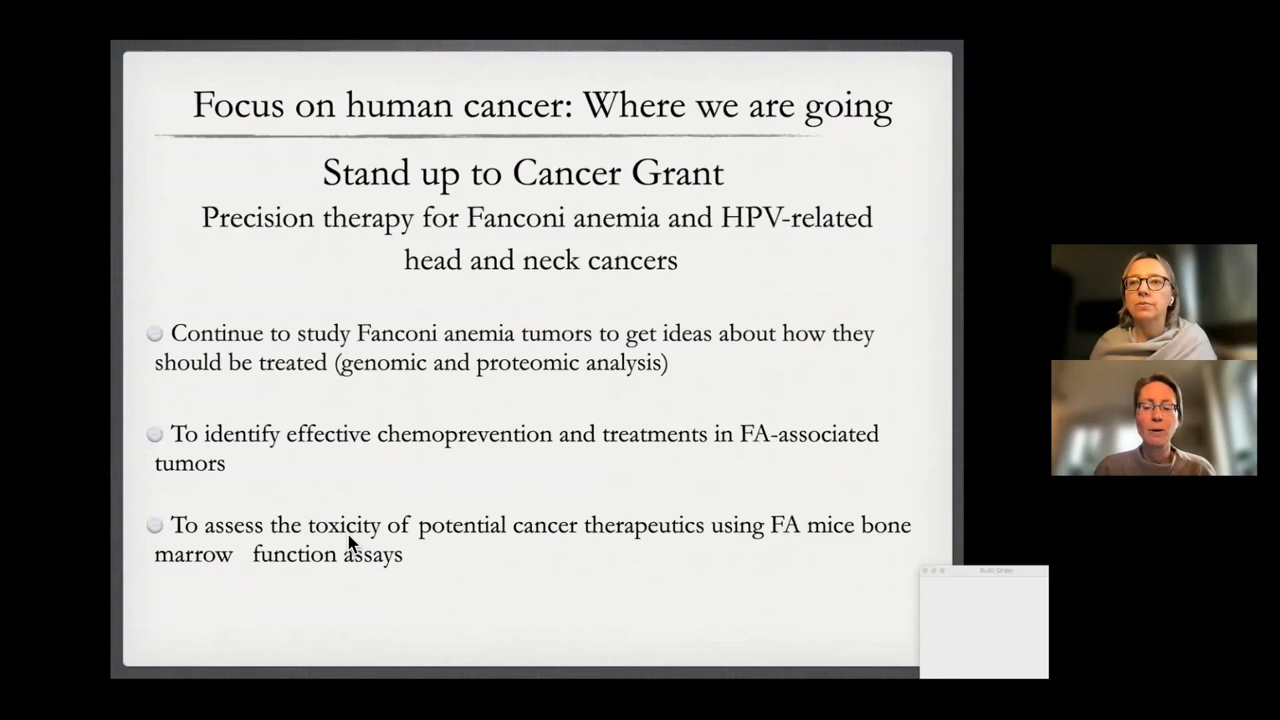 Focus on human cancer: Where we are going
Stand up to Cancer Grant
Precision therapy for Fanconi anemia and HPV-related
head and neck cancers
Continue to study Fanconi anemia tumors to get ideas about how they
should be treated (genomic and proteomic analysis)
To identify effective chemoprevention and treatments in FA-associated
tumors
To assess the toxicity of potential cancer therapeutics using FA mice bone
marrow function assays
Build Order